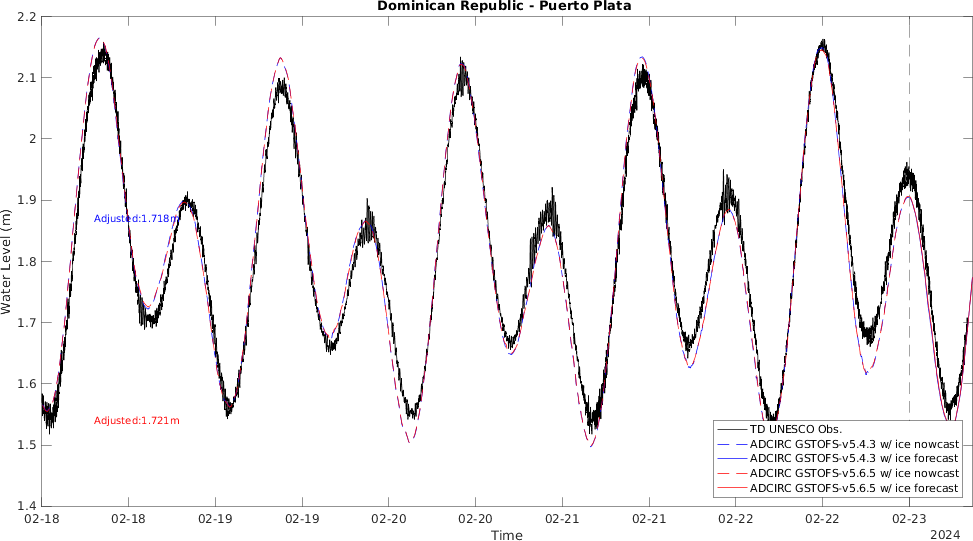 Dominican Republic - Puerto Plata
2.2
2.1
2
1.9
1.8
1.7
1.6
1.5
1.4
Water Level (m)
Adjusted:1.718m
Adjusted:1.721m
TD UNESCO Obs.
ADCIRC GSTOFS-v5.4.3 w/ ice nowcast
ADCIRC GSTOFS-v5.4.3 w/ ice forecast
ADCIRC GSTOFS-v5.6.5 w/ ice nowcast
ADCIRC GSTOFS-v5.6.5 w/ ice forecast
02-18 02-18 02-19 02-19 02-20 02-20 02-21 02-21 02-22 02-22 02-23
Time
2024